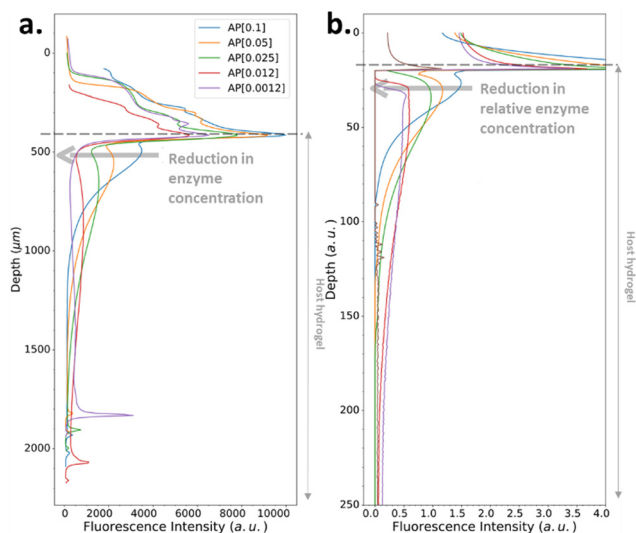 a.
AP[0.1]
AP[0.05]
AP[0.025]
AP[0.012]
AP[0.0012]
0
500
1000
1500
2000
Depth (μm)
Reduction in
enzyme
concentration
Host hydrogel
0 2000 4000 6000 8000 10000
Fluorescence Intensity (a.u.)
b.
0
50
100
150
200
250
Depth (a.u.)
Reduction in
relative enzyme
concentration
Host hydrogel
0.0 0.5 1.0 1.5 2.0 2.5 3.0 3.5 4.0
Fluorescence Intensity (a.u.)